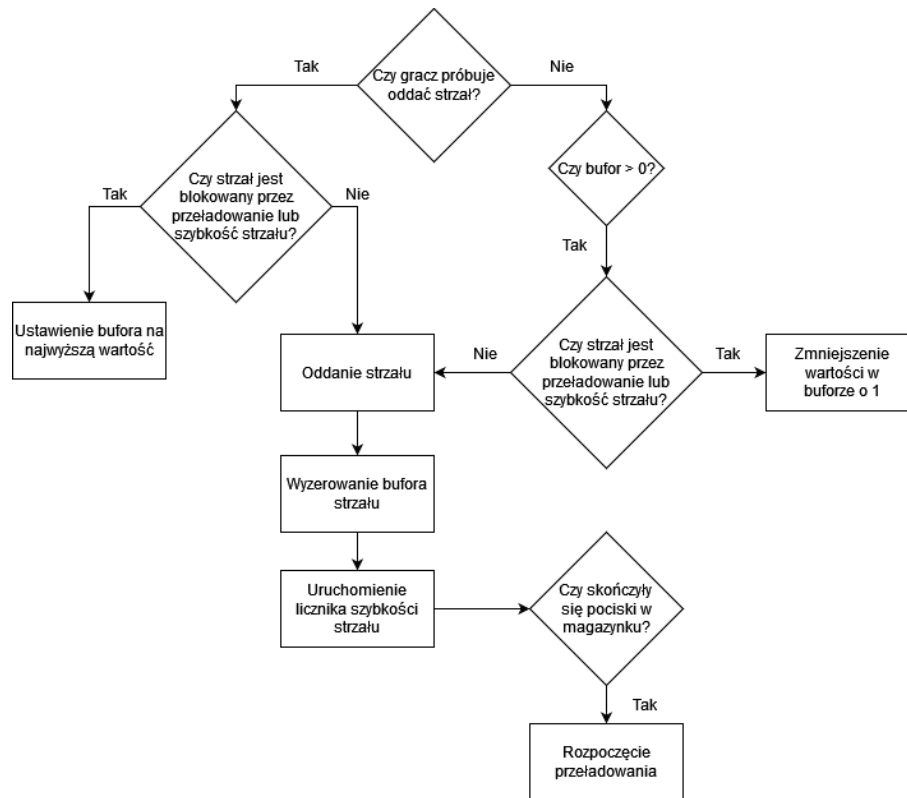 Czy gracz próbuje
oddać strzał?
Tak
Nie
Czy strzał jest
blokowany przez
przeładowanie lub
szybkość strzału?
Tak
Nie
Czy bufor > 0?
Tak
Ustawienie bufora na
najwyższą wartość
Oddanie strzału
Nie
Czy strzał jest
blokowany przez
przeładowanie lub
szybkość strzału?
Tak
Zmniejszenie
wartości w
buforze o 1
Wyzerowanie bufora
strzału
Uruchomienie
licznika szybkości
strzału
Czy skończyły
się pociski w
magazynku?
Tak
Rozpoczęcie
przeładowania